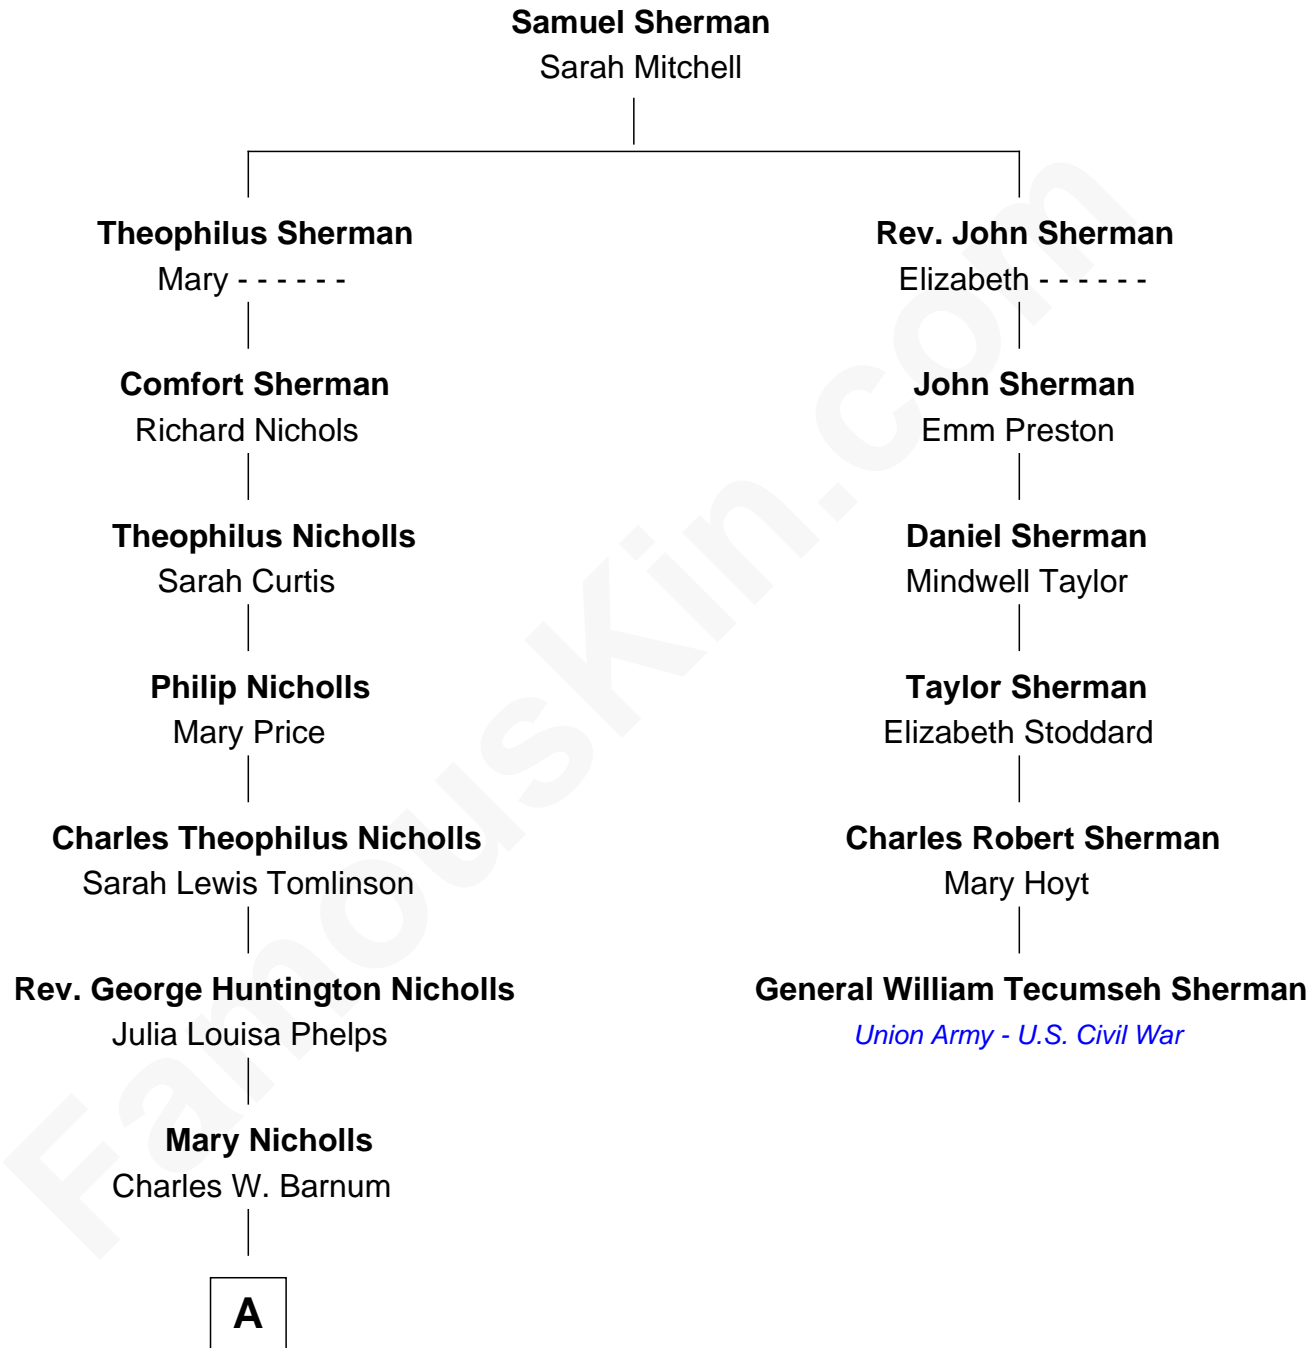 Samuel Sherman
Sarah Mitchell
Theophilus Sherman
Mary - - - - - -
Rev. John Sherman
Elizabeth - - - - - -
Comfort Sherman
Richard Nichols
John Sherman
Emm Preston
Theophilus Nicholls
Sarah Curtis
Daniel Sherman
Mindwell Taylor
Philip Nicholls
Mary Price
Taylor Sherman
Elizabeth Stoddard
Charles Theophilus Nicholls
Sarah Lewis Tomlinson
Charles Robert Sherman
Mary Hoyt
Rev. George Huntington Nicholls
Julia Louisa Phelps
General William Tecumseh Sherman
Union Army - U.S. Civil War
Mary Nicholls
Charles W. Barnum
A
FamousKin.com